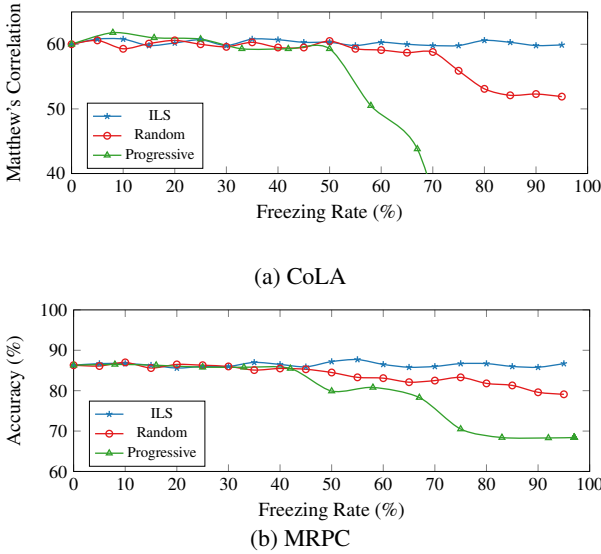 Matthew's Correlation
60
50
40
ILS
Random
Progressive
0 10 20 30 40 50 60 70 80 90 100
Freezing Rate (%)
(a) CoLA
Accuracy (%)
100
90
80
70
60
ILS
Random
Progressive
0 10 20 30 40 50 60 70 80 90 100
Freezing Rate (%)
(b) MRPC